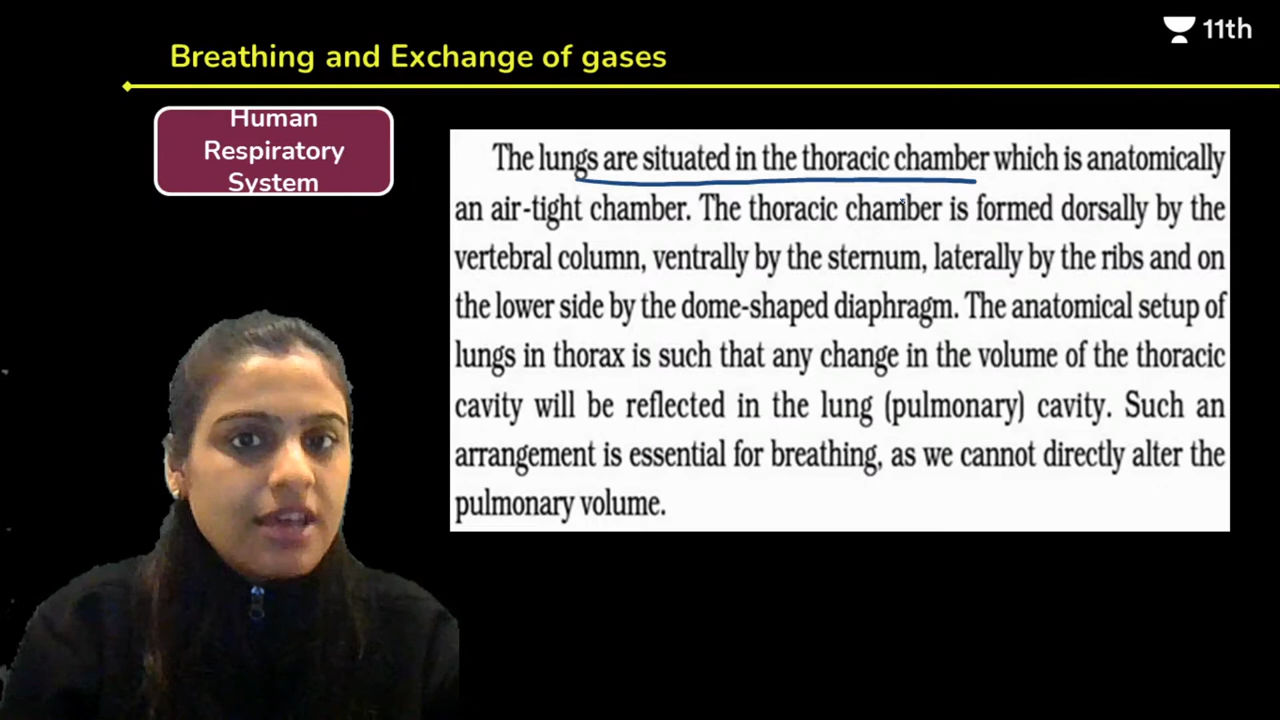 11th
Breathing and Exchange of gases
Human
Respiratory
System
The lungs are situated in the thoracic chamber which is anatomically
an air-tight chamber. The thoracic chamber is formed dorsally by the
vertebral column, ventrally by the sternum, laterally by the ribs and on
the lower side by the dome-shaped diaphragm. The anatomical setup of
lungs in thorax is such that any change in the volume of the thoracic
cavity will be reflected in the lung (pulmonary) cavity. Such an
arrangement is essential for breathing, as we cannot directly alter the
pulmonary volume.